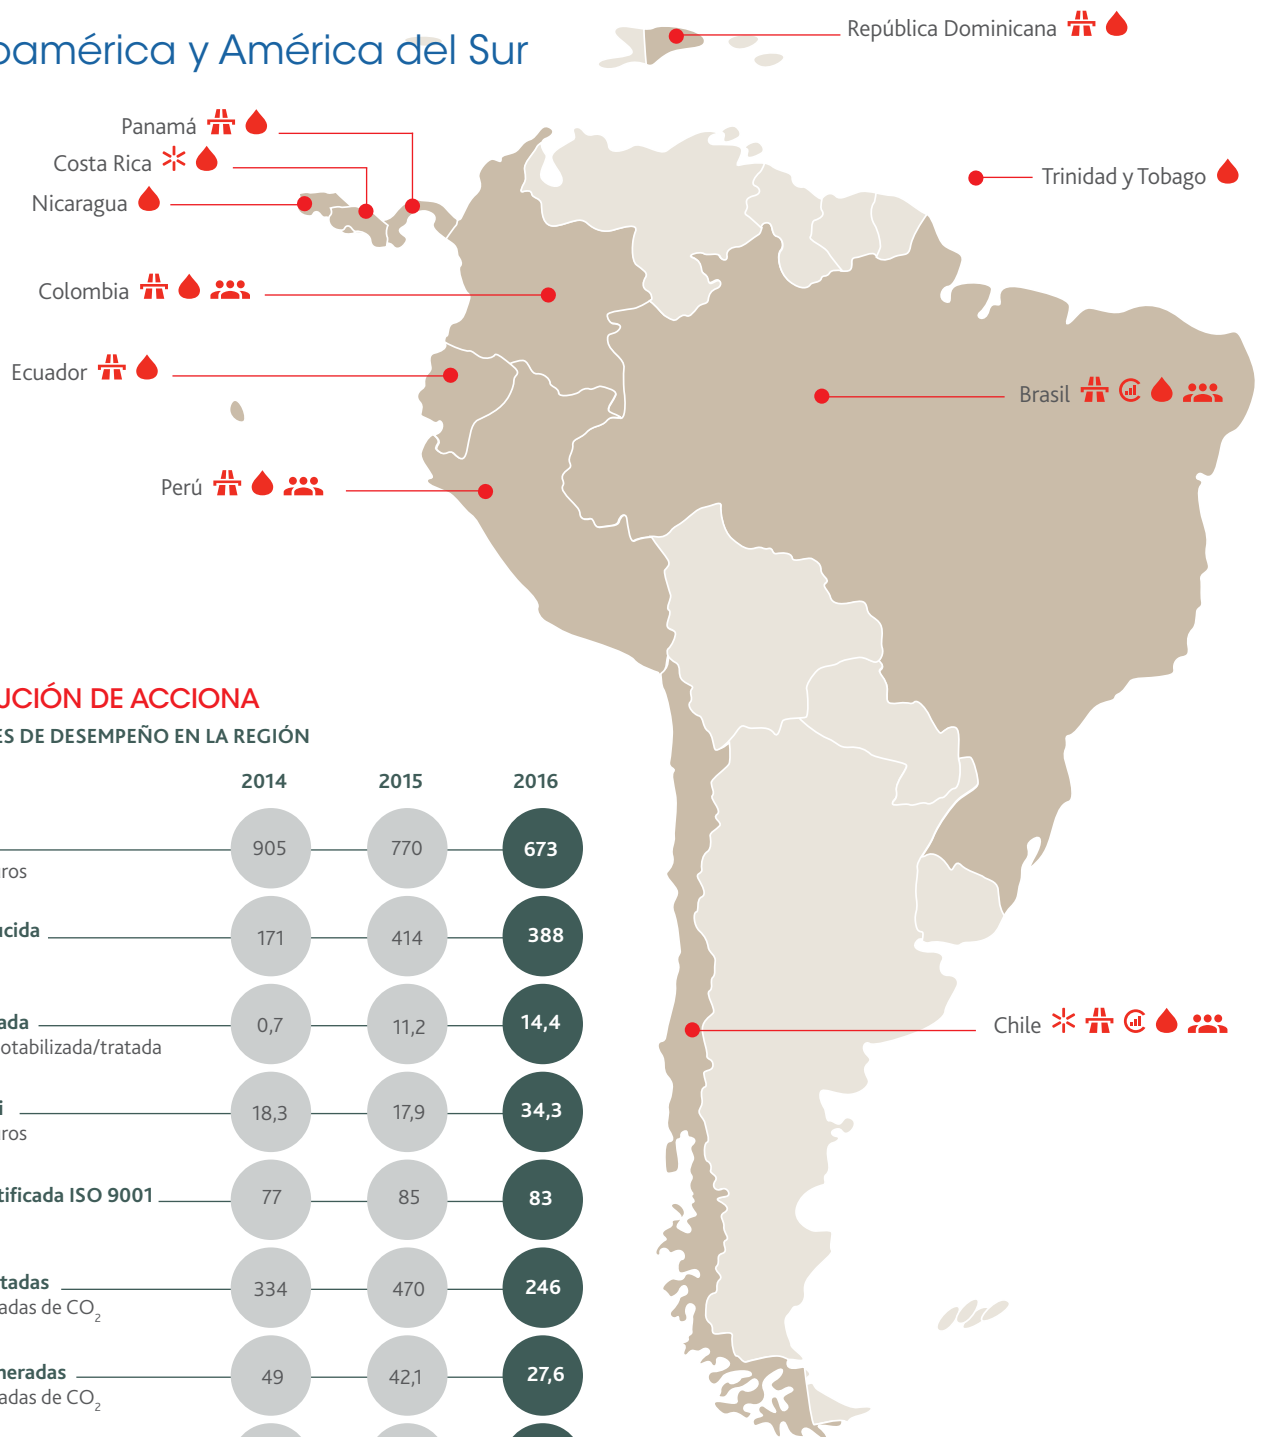 oamérica y América del Sur
República Dominicana
Panamá
Costa Rica
Nicaragua
Trinidad y Tobago
Colombia
Ecuador
Brasil
Perú
Chile
UCIÓN DE ACCIONA
ES DE DESEMPEÑO EN LA REGIÓN
2014 2015 2016
905 770 673
ros
cida 171 414 388
ada 0,7 11,2 14,4
otabilizada/tratada
i 18,3 17,9 34,3
ros
tificada ISO 9001 77 85 83
tadas 334 470 246
adas de CO₂
neradas 49 42,1 27,6
adas de CO₂